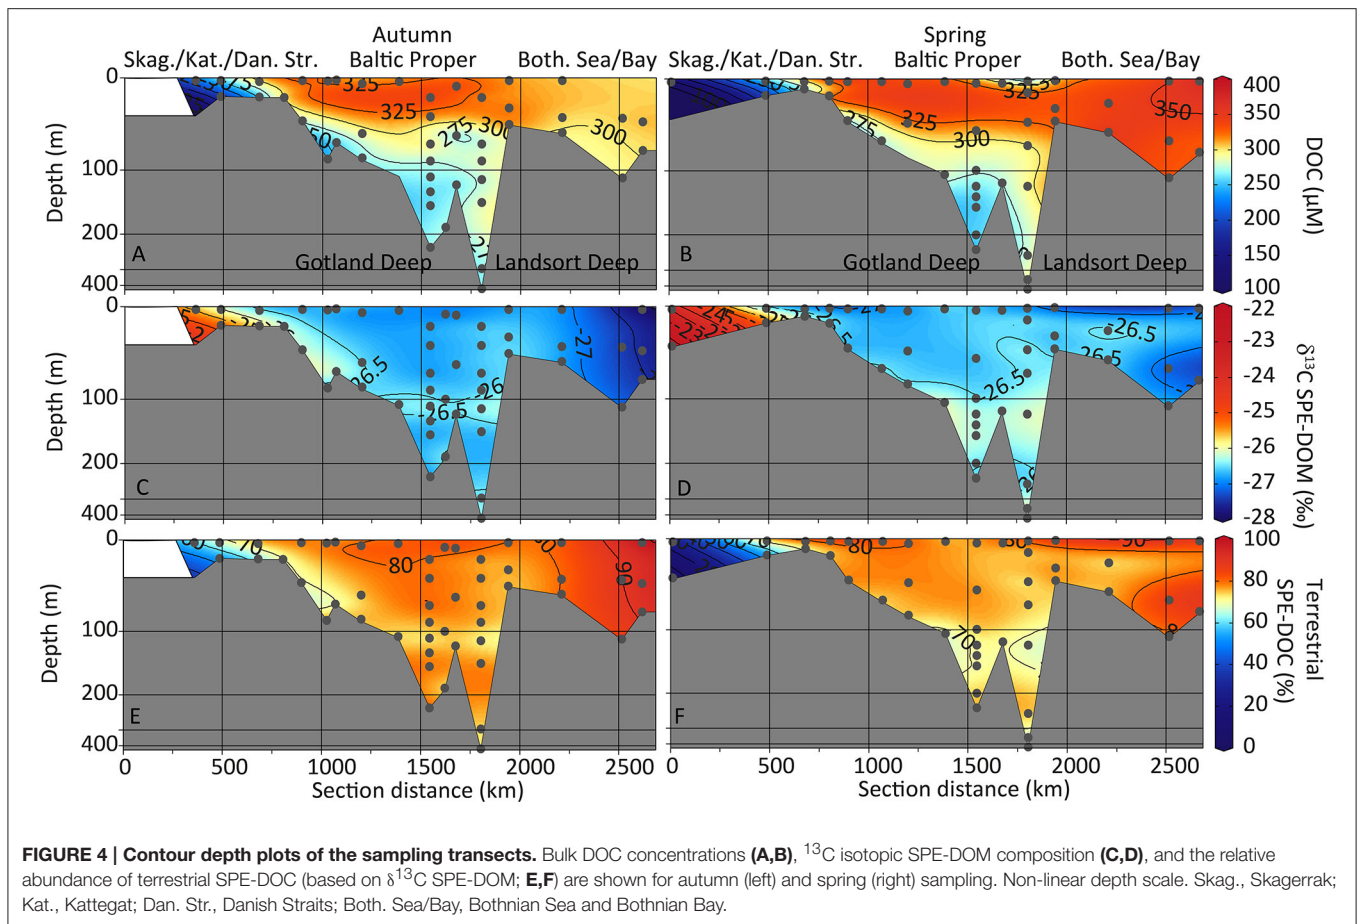 Autumn
Spring
Skag./Kat./Dan. Str. Baltic Proper Both. Sea/Bay
Skag./Kat./Dan. Str. Baltic Proper Both. Sea/Bay
0
100
200
400
Depth (m)
325
325
275
300
300
A
Gotland Deep
Landsort Deep
325
325
300
275
350
B
Gotland Deep
Landsort Deep
400
350
300
250
200
150
100
DOC (µM)
0
100
200
400
Depth (m)
-26.5
-27
C
-24
-26.5
-26.5
D
-22
-23
-24
-25
-26
-27
-28
δ13C SPE-DOM (‰)
0
100
200
400
Depth (m)
70
80
90
E
80
70
F
100
80
60
40
20
0
Terrestrial
SPE-DOC (%)
0 500 1000 1500 2000 2500
Section distance (km)
0 500 1000 1500 2000 2500
Section distance (km)
FIGURE 4 | Contour depth plots of the sampling transects. Bulk DOC concentrations (A,B), 13C isotopic SPE-DOM composition (C,D), and the relative
abundance of terrestrial SPE-DOC (based on δ13C SPE-DOM; E,F) are shown for autumn (left) and spring (right) sampling. Non-linear depth scale. Skag., Skagerrak;
Kat., Kattegat; Dan. Str., Danish Straits; Both. Sea/Bay, Bothnian Sea and Bothnian Bay.